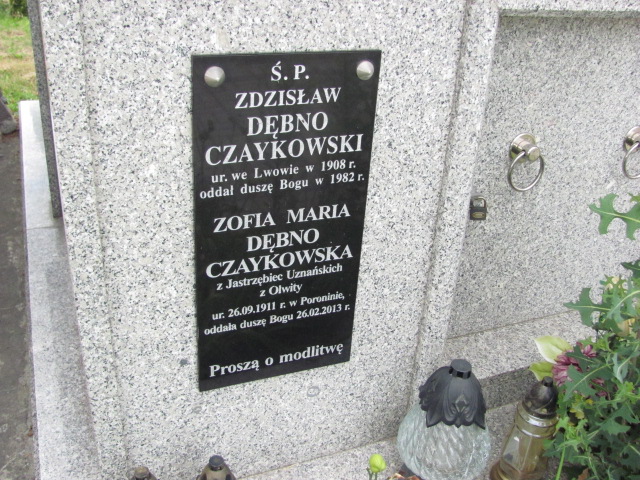 Ś. P.
ZDZISŁAW
DĘBNO
CZAYKOWSKI
ur. we Lwowie w 1908 r.
oddał duszę Bogu w 1982 r.
ZOFIA MARIA
DĘBNO
CZAYKOWSKA
z Jastrzębiec Uznańskich
z Olwity
ur. 26.09.1911 r. w Poroninie,
oddała duszę Bogu 26.02.2013 r.
Proszą o modlitwę